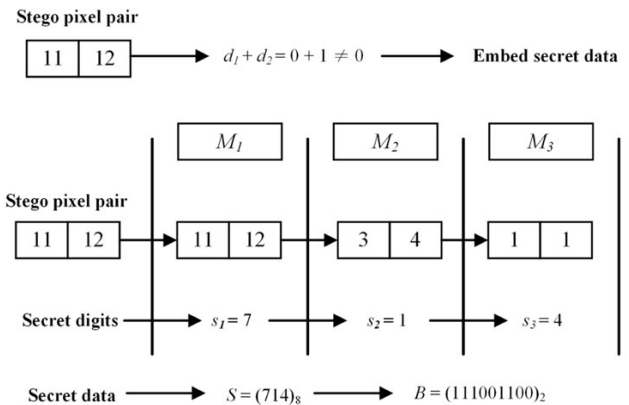 Stego pixel pair
11 12 d₁ + d₂ = 0 + 1 ≠ 0 Embed secret data
M₁ M₂ M₃
Stego pixel pair
11 12 11 12 3 4 1 1
Secret digits s₁ = 7 s₂ = 1 s₃ = 4
Secret data S = (714)₈ B = (111001100)₂